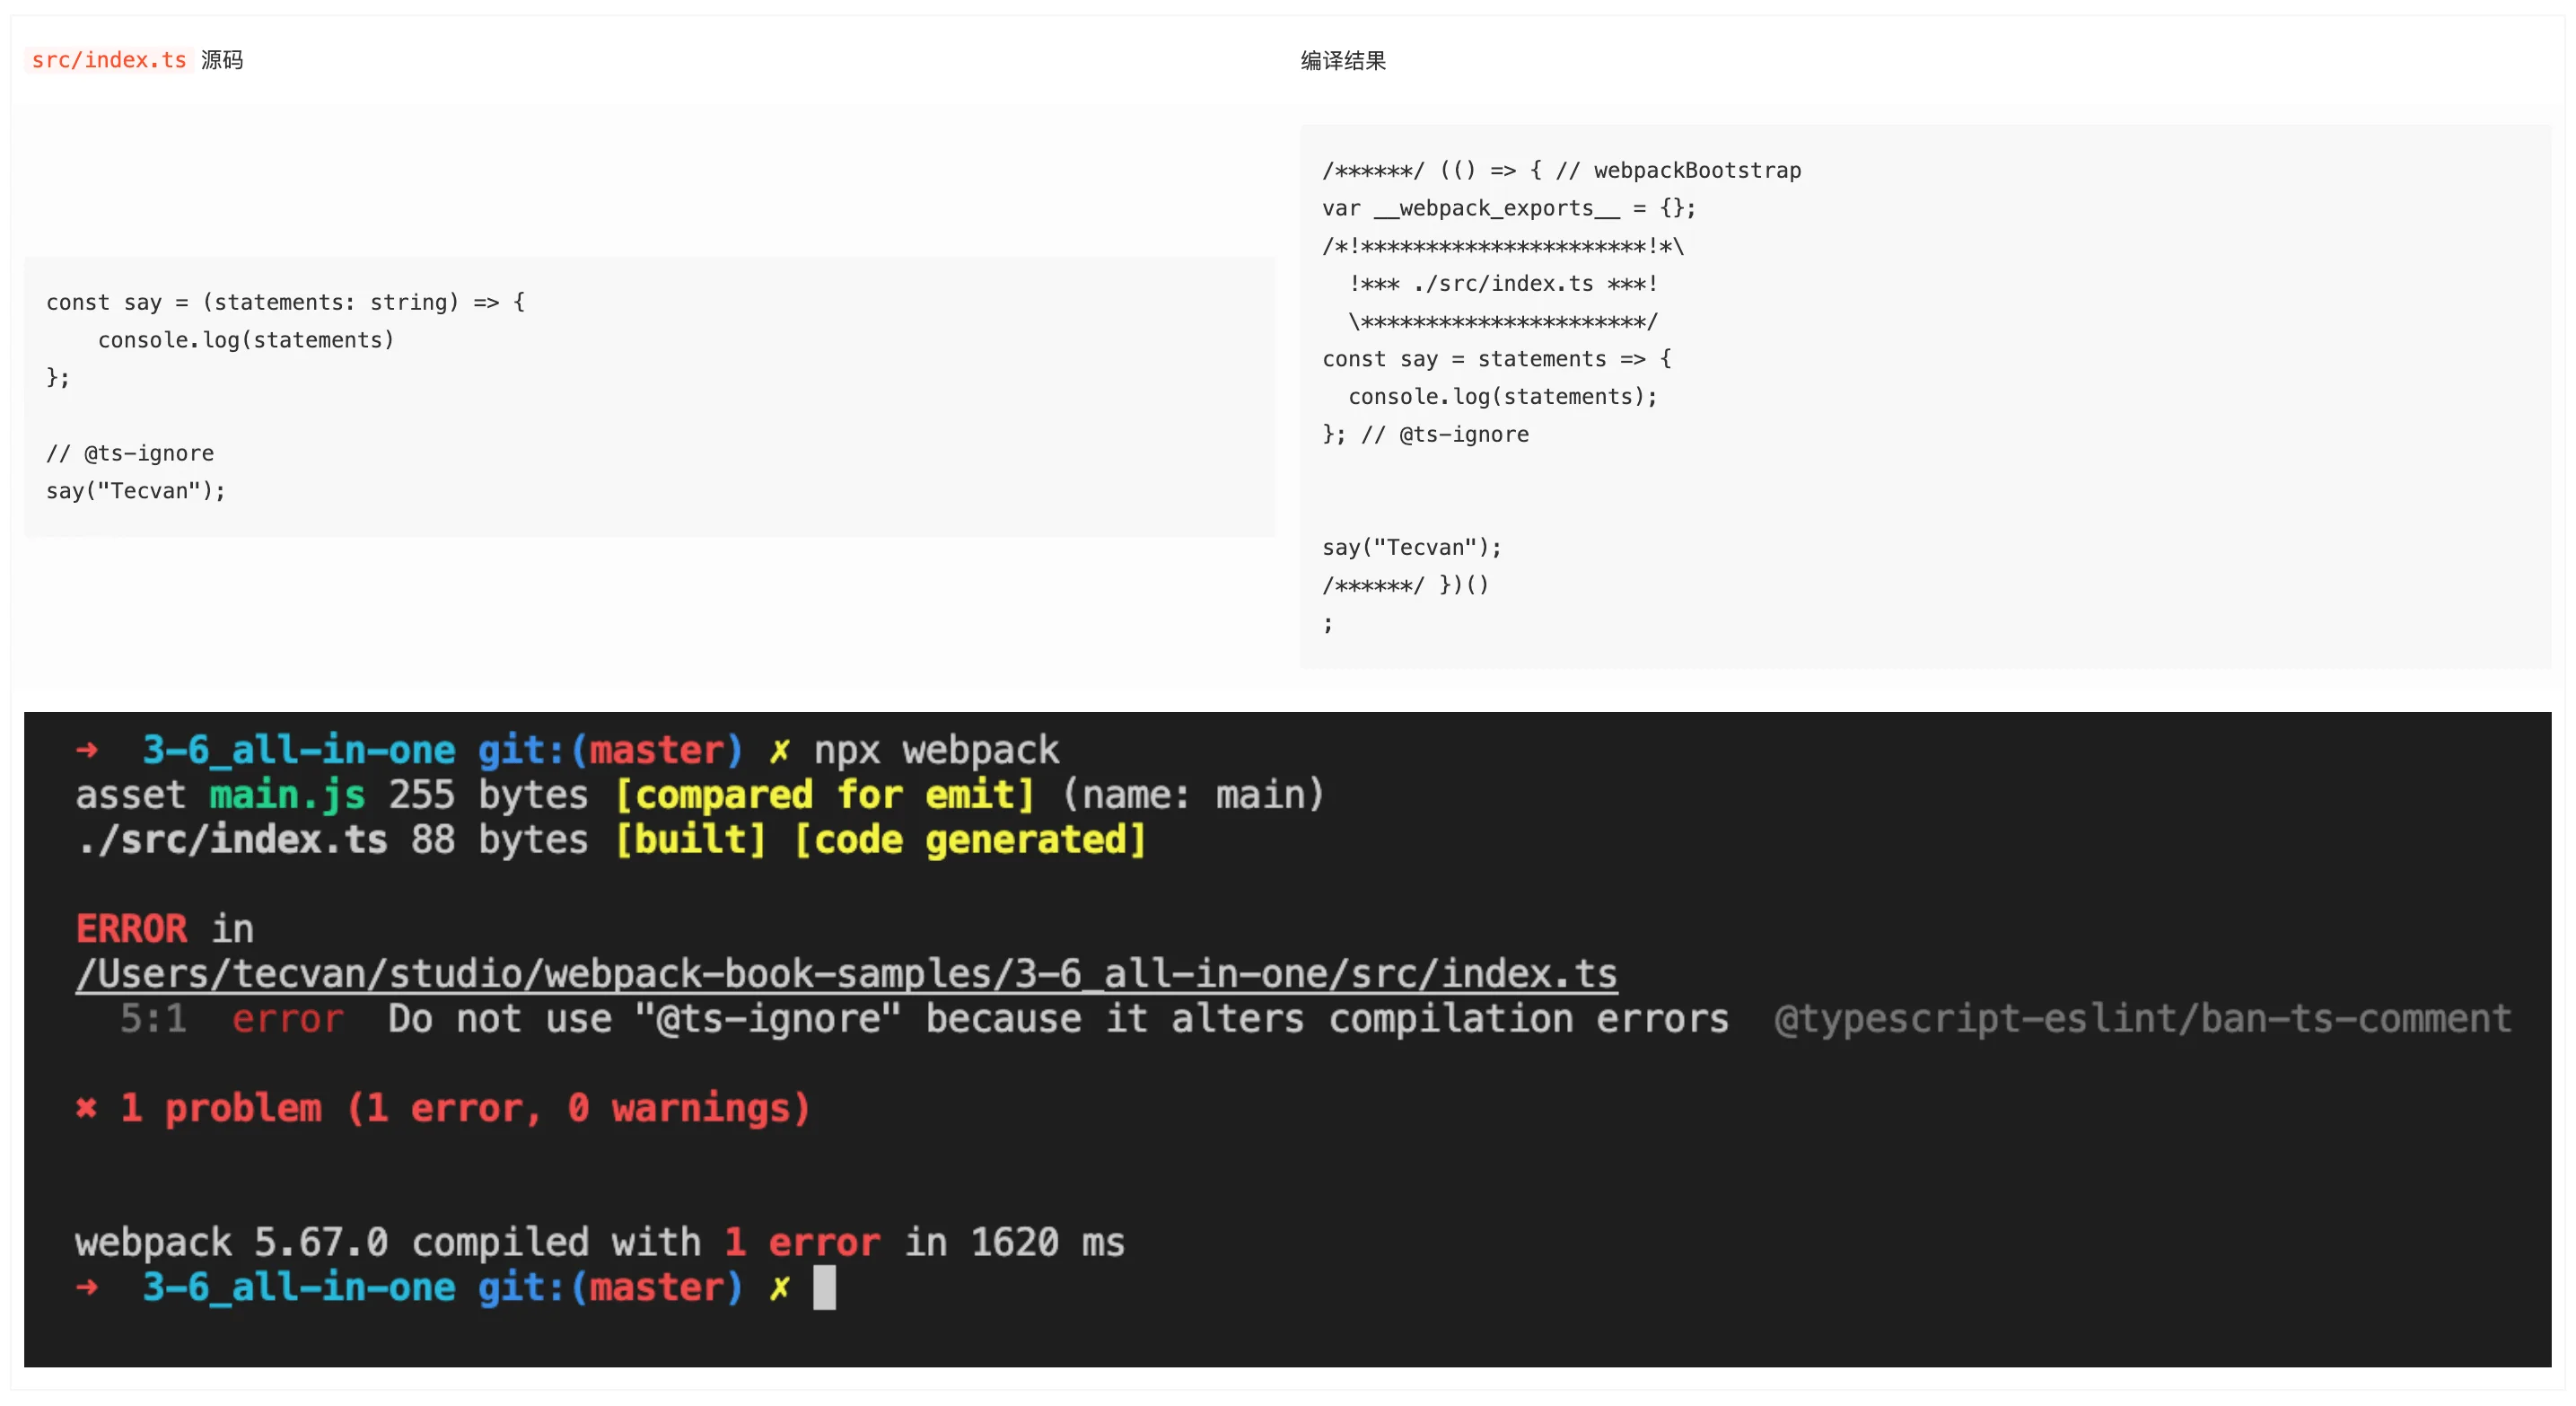 src/index.ts 源码
编译结果
const say = (statements: string) => {
    console.log(statements)
};

// @ts-ignore
say("Tecvan");
/******/ (() => { // webpackBootstrap
var __webpack_exports__ = {};
/*!**********************!*\
  !*** ./src/index.ts ***!
  \**********************/
const say = statements => {
  console.log(statements);
}; // @ts-ignore


say("Tecvan");
/******/ })()
;
➜  3-6_all-in-one git:(master) ✗ npx webpack
asset main.js 255 bytes [compared for emit] (name: main)
./src/index.ts 88 bytes [built] [code generated]

ERROR in
/Users/tecvan/studio/webpack-book-samples/3-6_all-in-one/src/index.ts
  5:1  error  Do not use "@ts-ignore" because it alters compilation errors  @typescript-eslint/ban-ts-comment

✖ 1 problem (1 error, 0 warnings)


webpack 5.67.0 compiled with 1 error in 1620 ms
➜  3-6_all-in-one git:(master) ✗